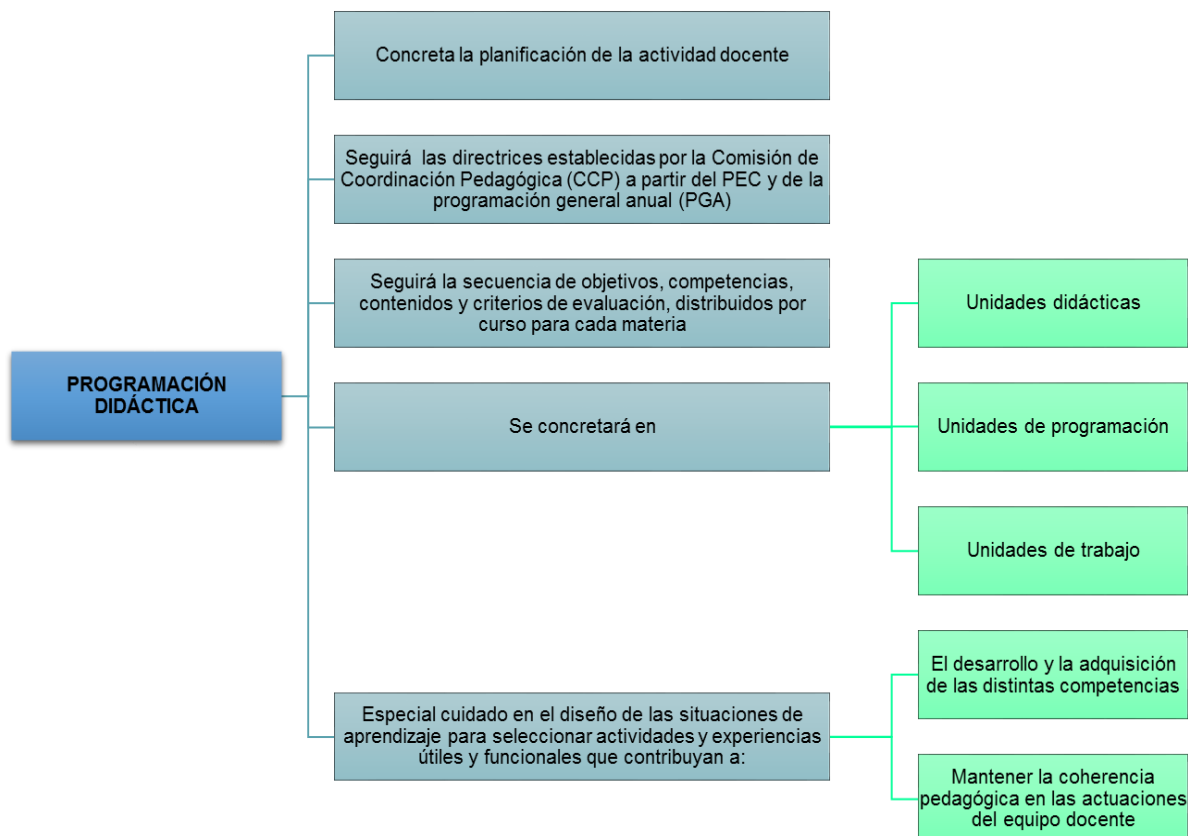 PROGRAMACIÓN
DIDÁCTICA
Concreta la planificación de la actividad docente
Seguirá las directrices establecidas por la Comisión de
Coordinación Pedagógica (CCP) a partir del PEC y de la
programación general anual (PGA)
Seguirá la secuencia de objetivos, competencias,
contenidos y criterios de evaluación, distribuidos por
curso para cada materia
Se concretará en
Unidades didácticas
Unidades de programación
Unidades de trabajo
Especial cuidado en el diseño de las situaciones de
aprendizaje para seleccionar actividades y experiencias
útiles y funcionales que contribuyan a:
El desarrollo y la adquisición
de las distintas competencias
Mantener la coherencia
pedagógica en las actuaciones
del equipo docente